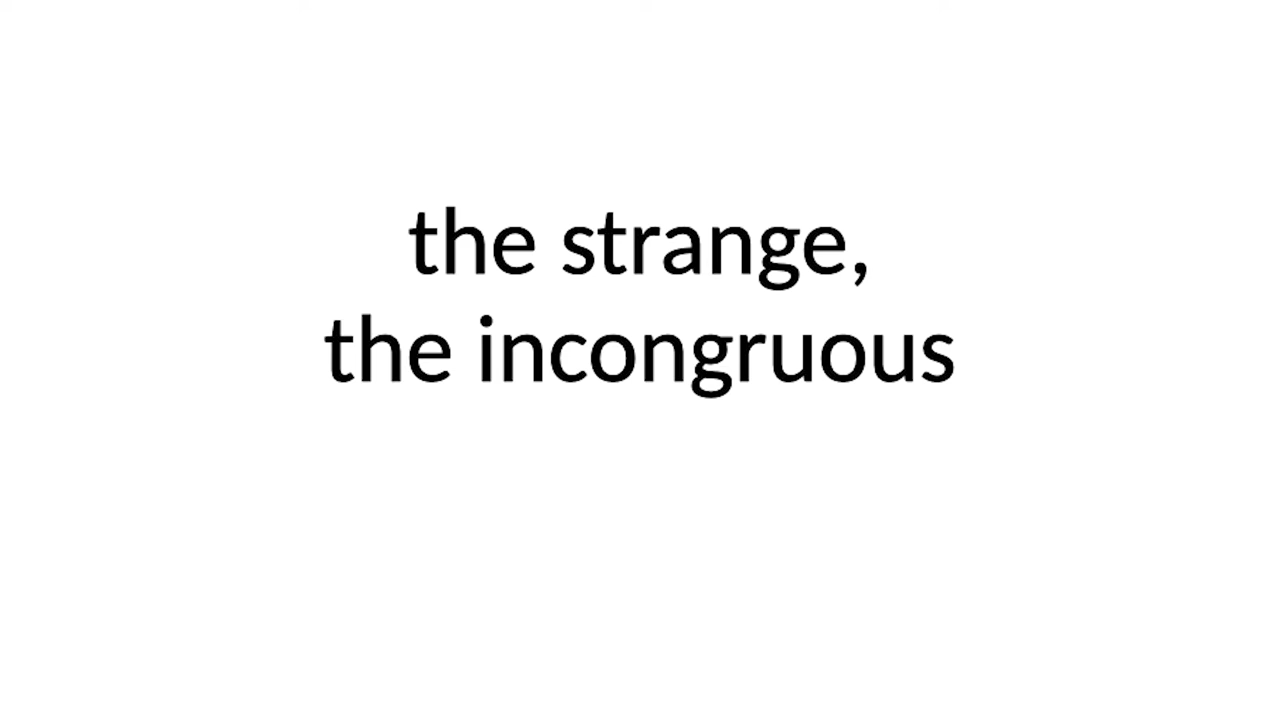 the strange,
the incongruous